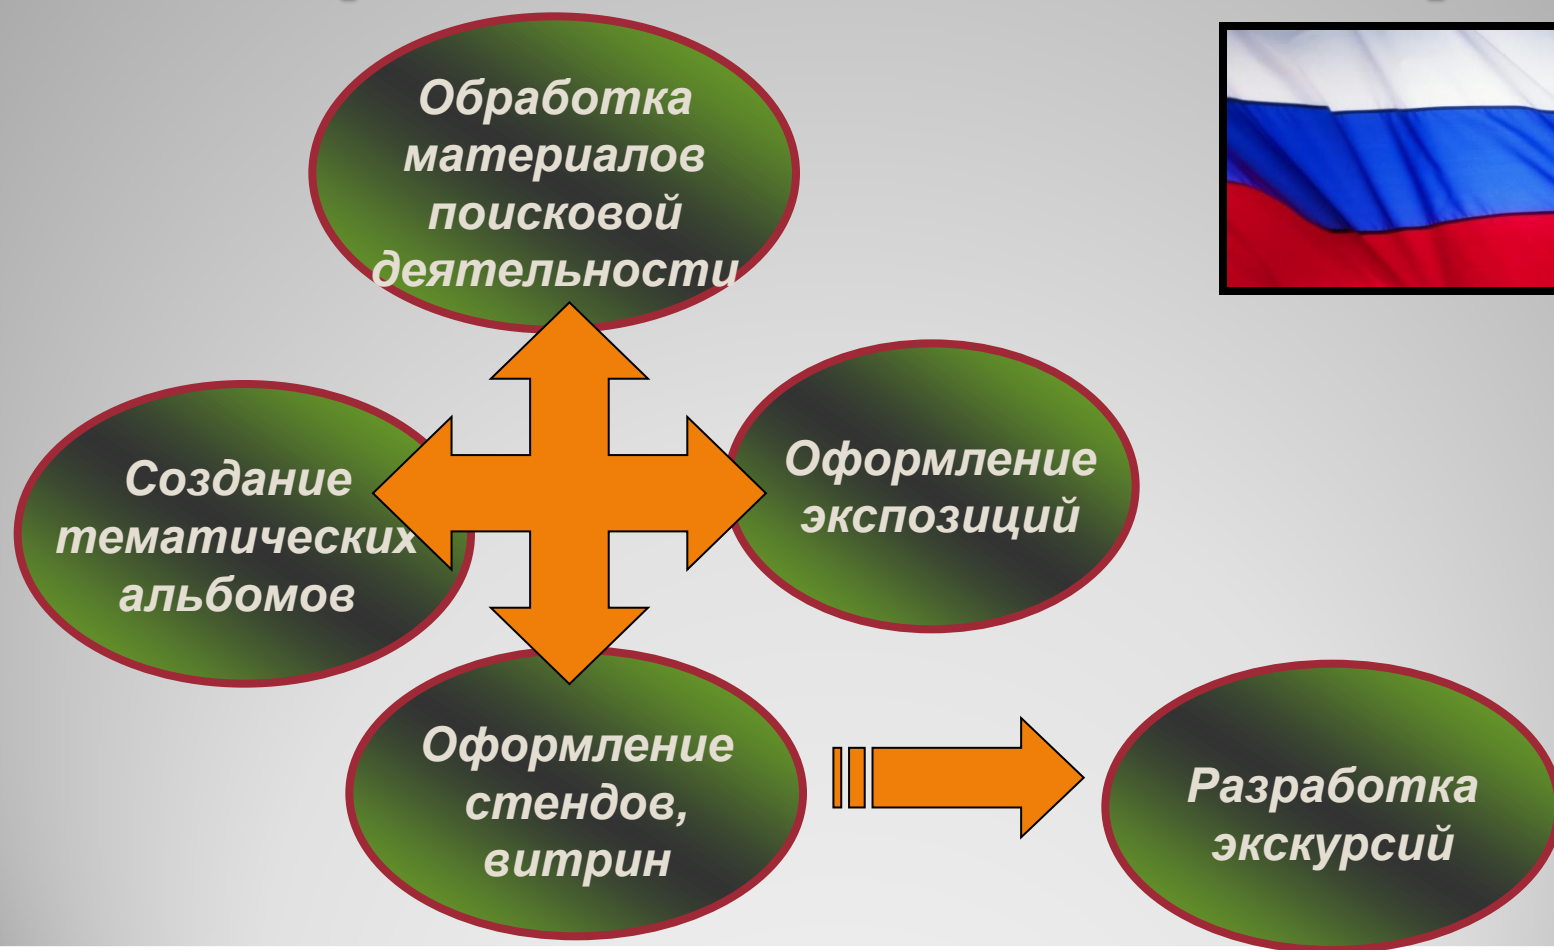 Обработка
материалов
поисковой
деятельности
Создание
тематических
альбомов
Оформление
экспозиций
Оформление
стендов,
витрин
Разработка
экскурсий